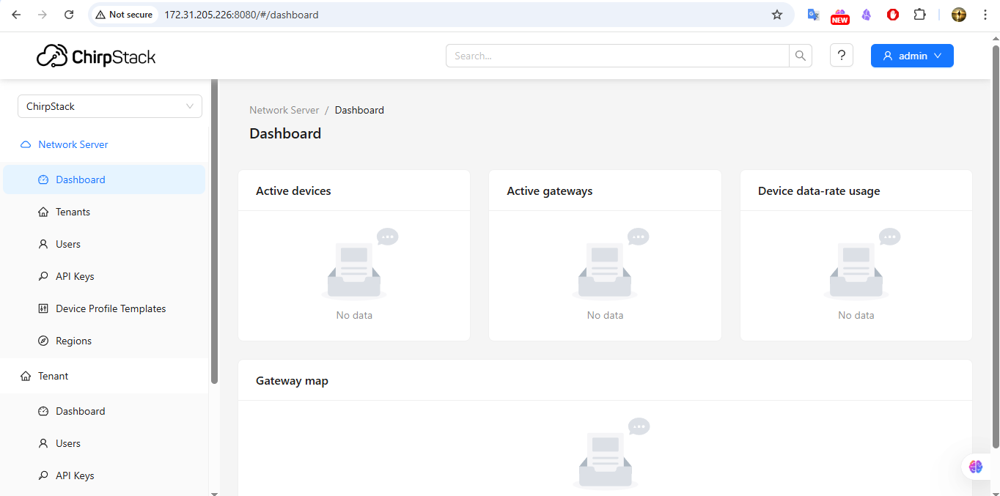 Not secure 172.31.205.226:8080/#/dashboard
NEW
ChirpStack
Search...
?
admin
ChirpStack
Network Server
Dashboard
Tenants
Users
API Keys
Device Profile Templates
Regions
Tenant
Dashboard
Users
API Keys
Network Server / Dashboard
Dashboard
Active devices
No data
Active gateways
No data
Device data-rate usage
No data
Gateway map